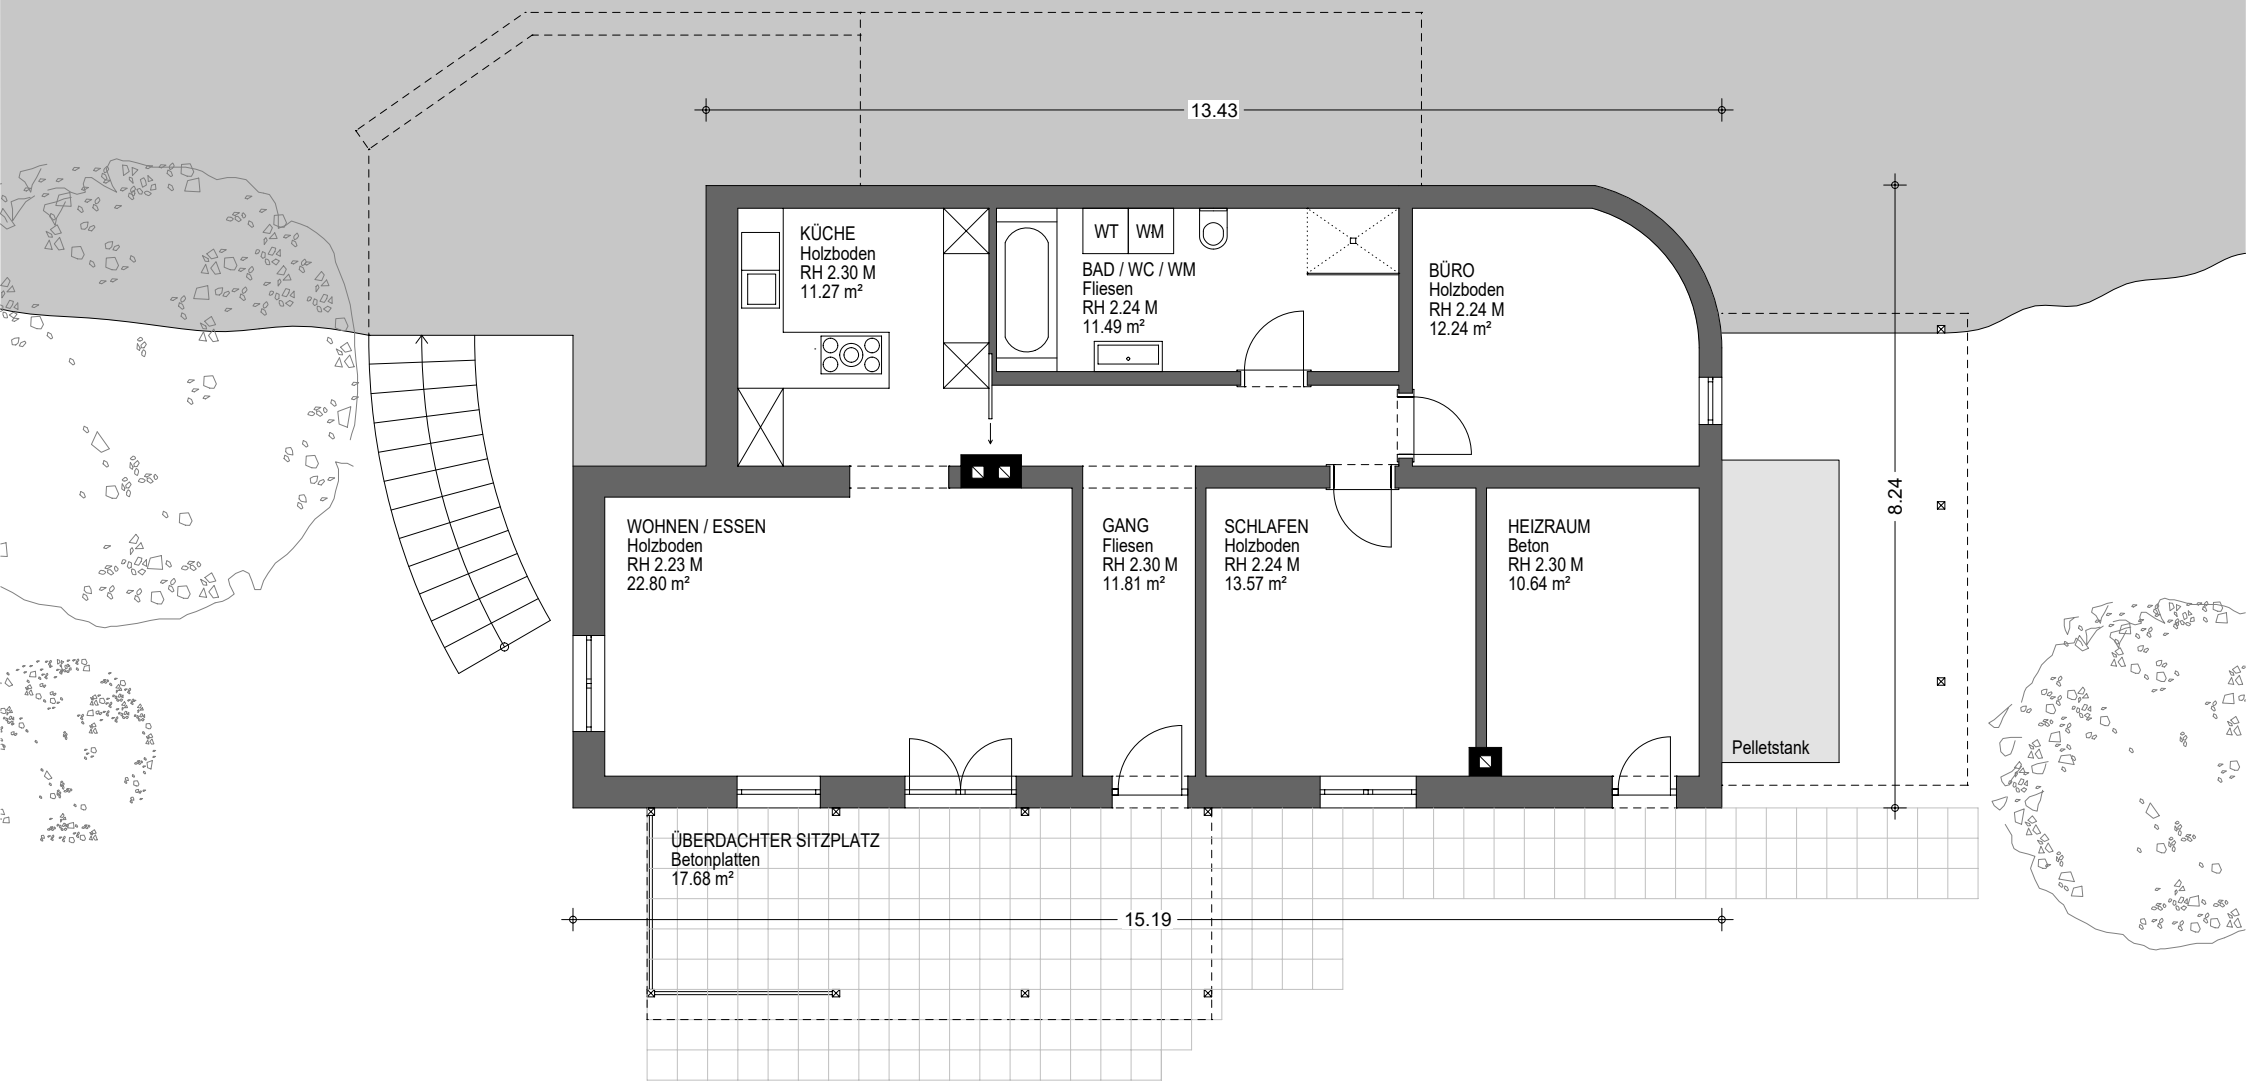 13.43
KÜCHE
Holzboden
RH 2.30 M
11.27 m²
WT
WM
BAD / WC / WM
Fliesen
RH 2.24 M
11.49 m²
BÜRO
Holzboden
RH 2.24 M
12.24 m²
8.24
WOHNEN / ESSEN
Holzboden
RH 2.23 M
22.80 m²
GANG
Fliesen
RH 2.30 M
11.81 m²
SCHLAFEN
Holzboden
RH 2.24 M
13.57 m²
HEIZRAUM
Beton
RH 2.30 M
10.64 m²
Pelletstank
ÜBERDACHTER SITZPLATZ
Betonplatten
17.68 m²
15.19